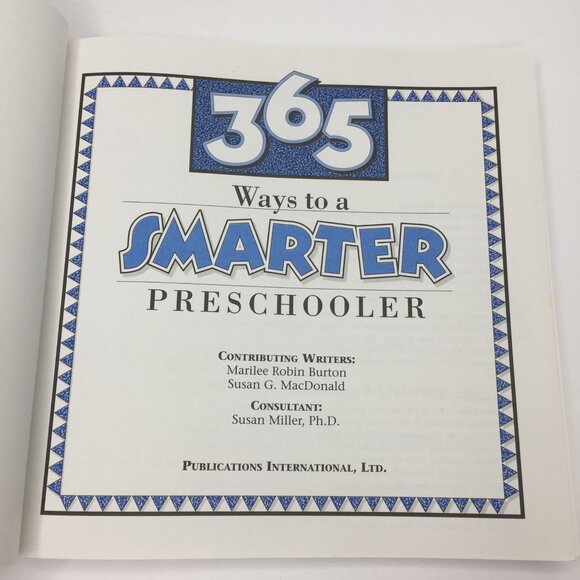 365
Ways to a
SMARTER
PRESCHOOLER
CONTRIBUTING WRITERS:
Marilee Robin Burton
Susan G. MacDonald
CONSULTANT:
Susan Miller, Ph.D.
PUBLICATIONS INTERNATIONAL, LTD.